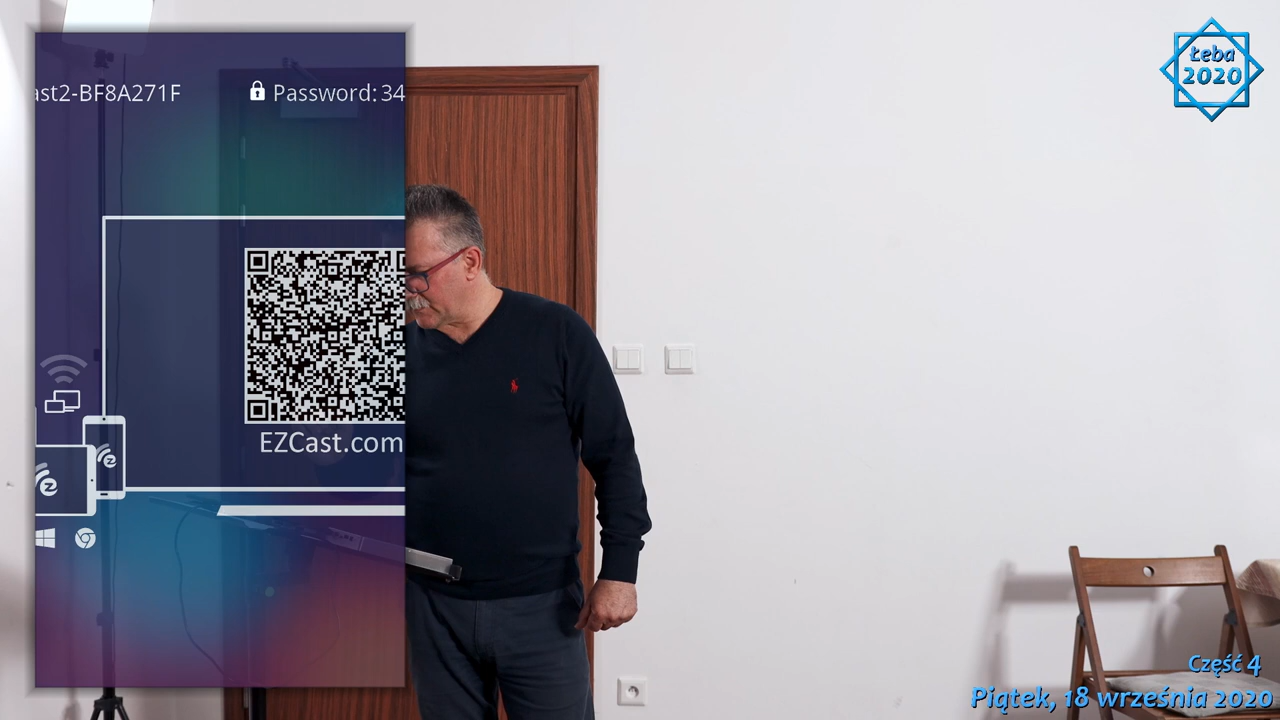 ast2-BF8A271F
Password: 34
EZCast.com
Łeba
2020
Część 4
Piątek, 18 września 2020